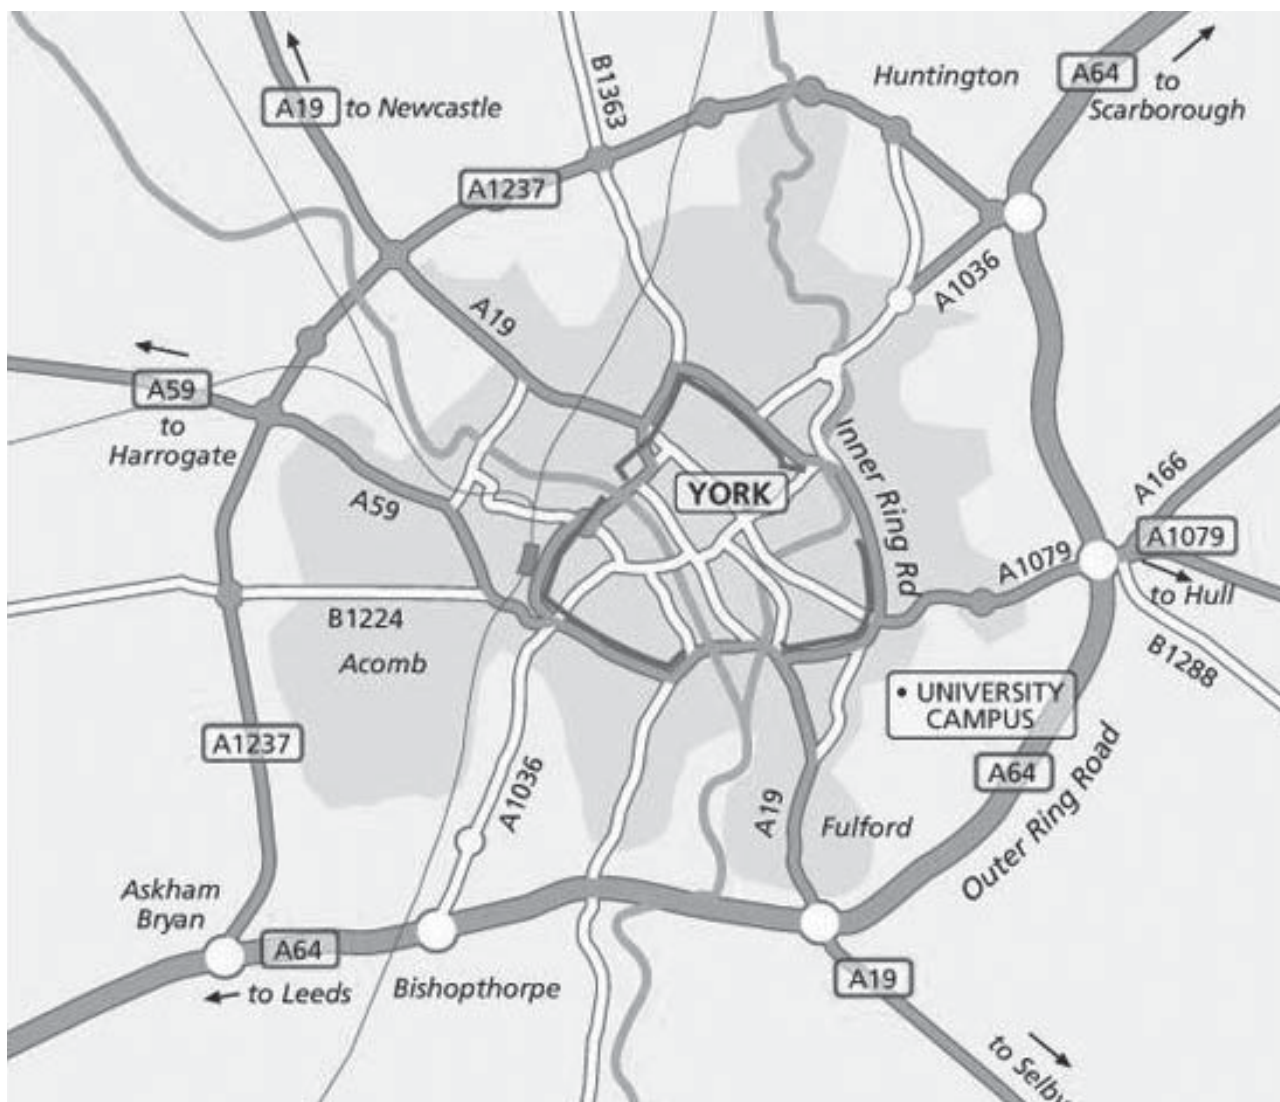 Huntington
A64
to
Scarborough
B1363
A19
to Newcastle
A1237
A1036
A19
A59
to
Harrogate
A59
YORK
Inner Ring Rd
A166
A1079
A1079
to Hull
B1288
B1224
Acomb
• UNIVERSITY
CAMPUS
A1237
A64
Outer Ring Road
A1036
A19
Fulford
Askham
Bryan
A64
to Leeds
Bishopthorpe
A19
to Selby